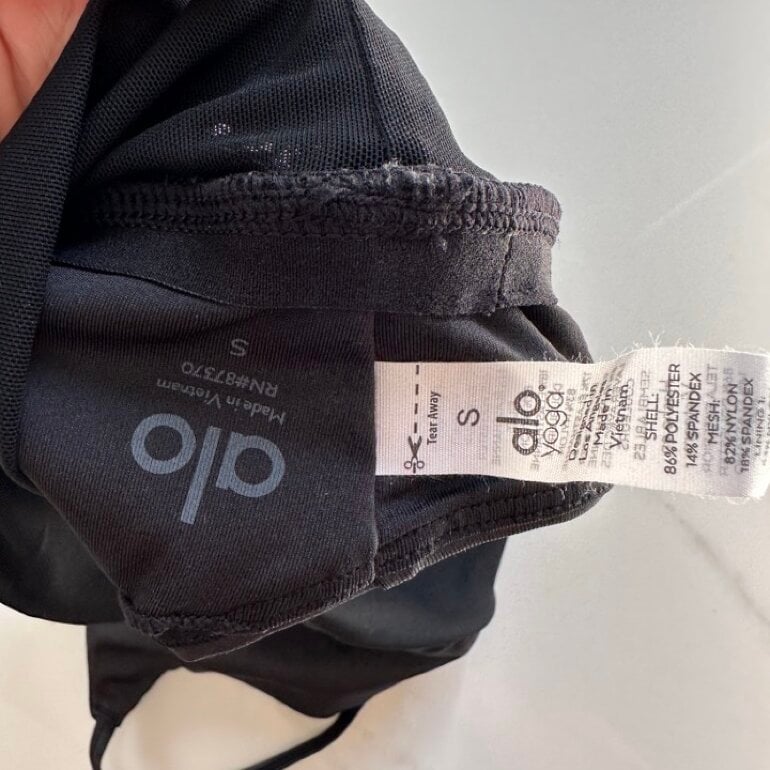 alo
Made in Vietnam
RN#87370
S
Tear Away
S
alo
yoga
Made in
Vietnam
SHELL:
86% POLYESTER
14% SPANDEX
MESH:
82% NYLON
18% SPANDEX